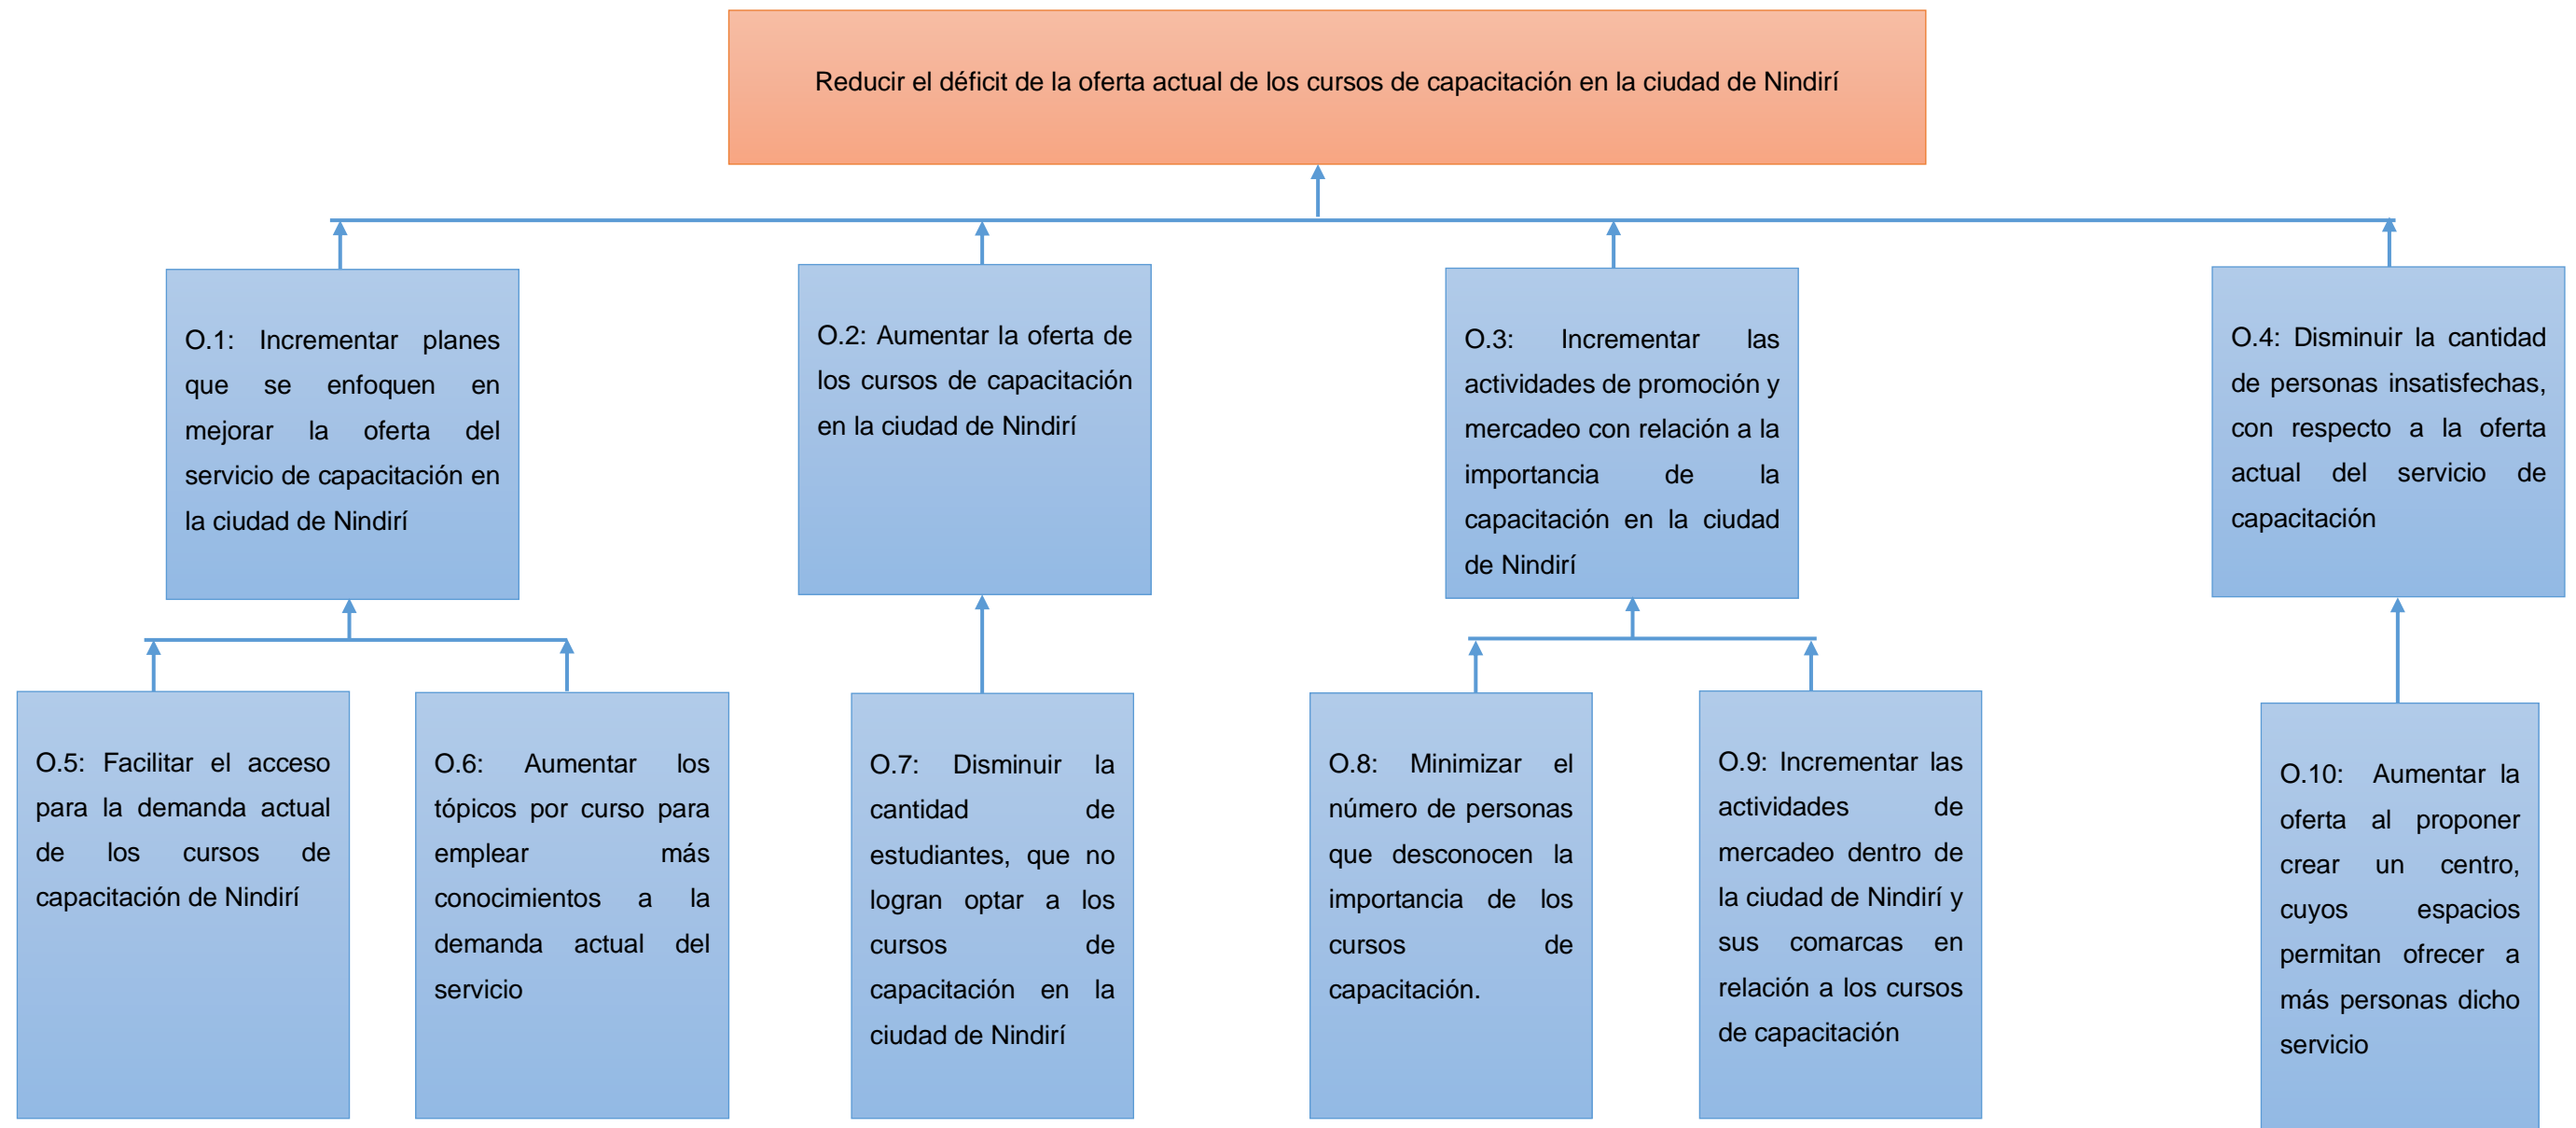 Reducir el déficit de la oferta actual de los cursos de capacitación en la ciudad de Nindirí
O.1: Incrementar planes
que se enfoquen en
mejorar la oferta del
servicio de capacitación en
la ciudad de Nindirí
O.2: Aumentar la oferta de
los cursos de capacitación
en la ciudad de Nindirí
O.3: Incrementar las
actividades de promoción y
mercadeo con relación a la
importancia de la
capacitación en la ciudad
de Nindirí
O.4: Disminuir la cantidad
de personas insatisfechas,
con respecto a la oferta
actual del servicio de
capacitación
O.5: Facilitar el acceso
para la demanda actual
de los cursos de
capacitación de Nindirí
O.6: Aumentar los
tópicos por curso para
emplear más
conocimientos a la
demanda actual del
servicio
O.7: Disminuir la
cantidad de
estudiantes, que no
logran optar a los
cursos de
capacitación en la
ciudad de Nindirí
O.8: Minimizar el
número de personas
que desconocen la
importancia de los
cursos de
capacitación.
O.9: Incrementar las
actividades de
mercadeo dentro de
la ciudad de Nindirí y
sus comarcas en
relación a los cursos
de capacitación
O.10: Aumentar la
oferta al proponer
crear un centro,
cuyos espacios
permitan ofrecer a
más personas dicho
servicio